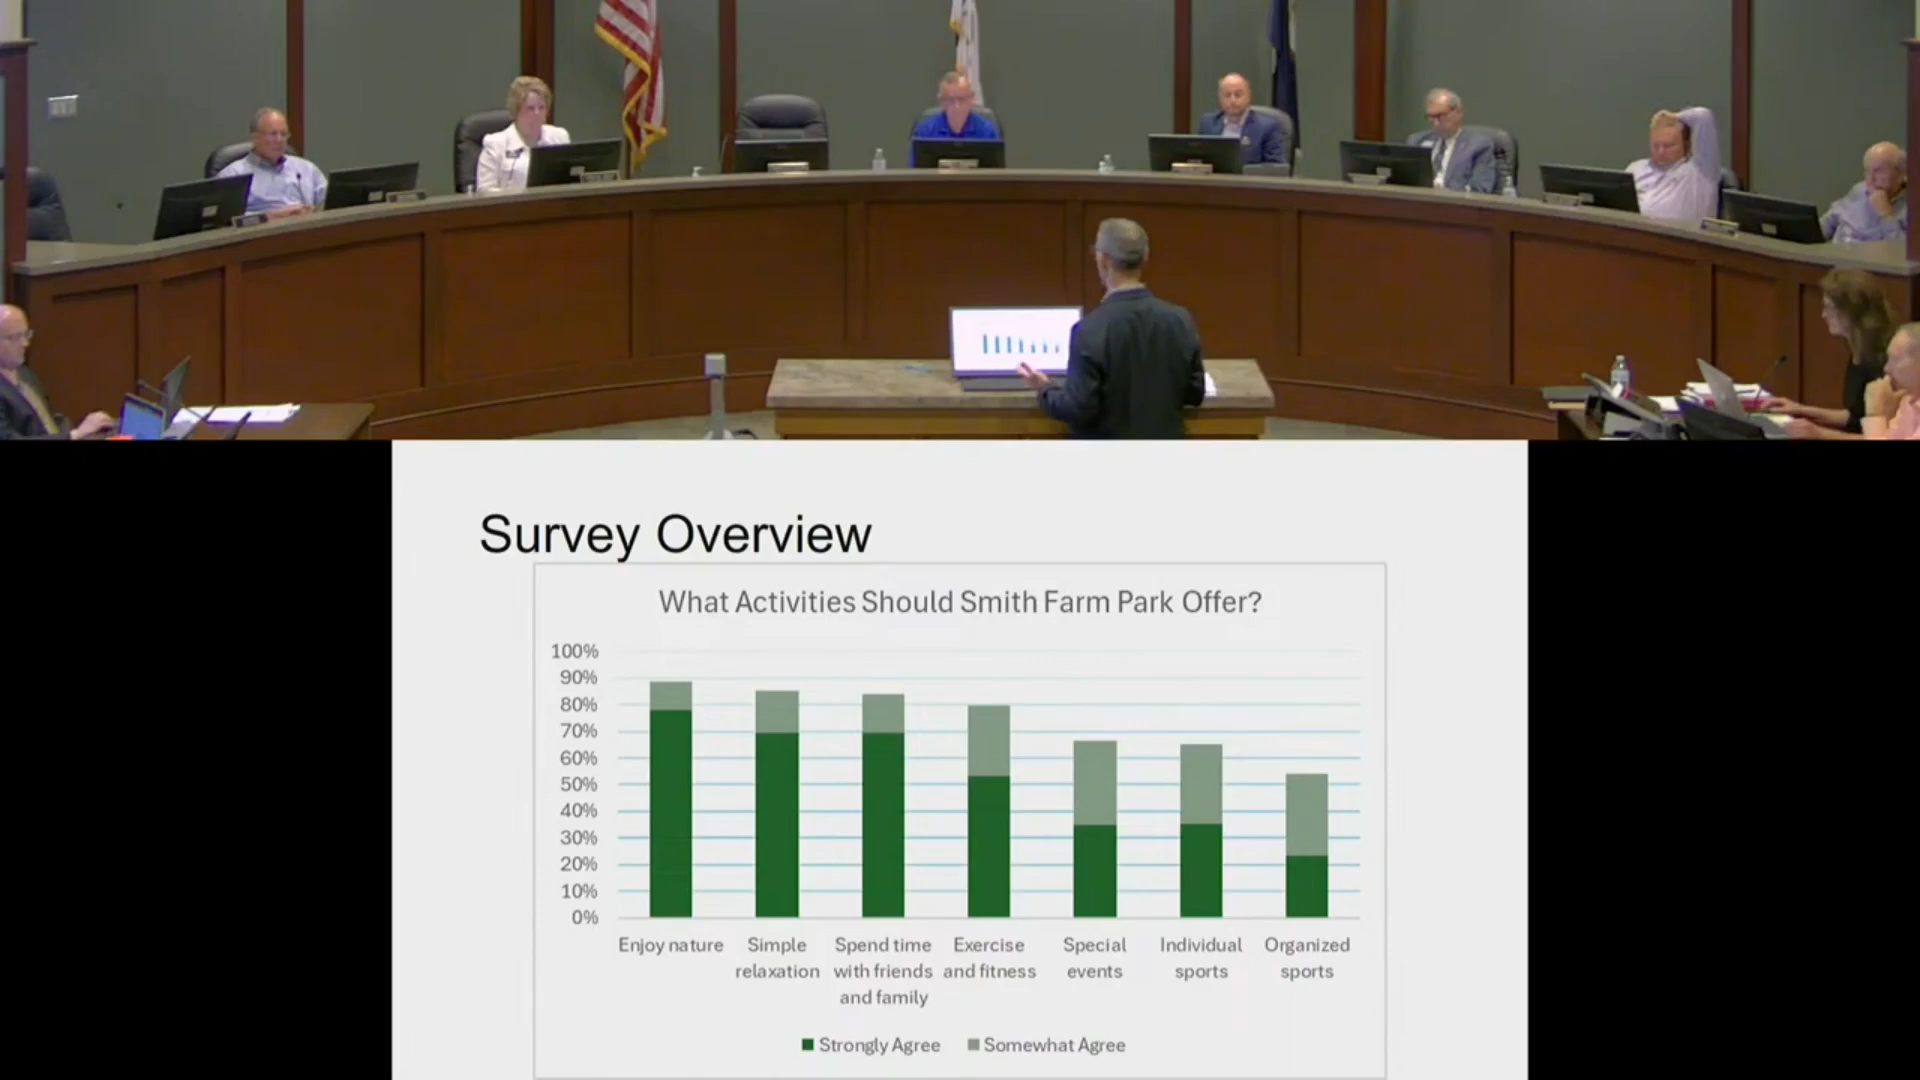 Survey Overview
What Activities Should Smith Farm Park Offer?
100%
90%
80%
70%
60%
50%
40%
30%
20%
10%
0%
Enjoy nature
Simple
relaxation
Spend time
with friends
and family
Exercise
and fitness
Special
events
Individual
sports
Organized
sports
Strongly Agree
Somewhat Agree